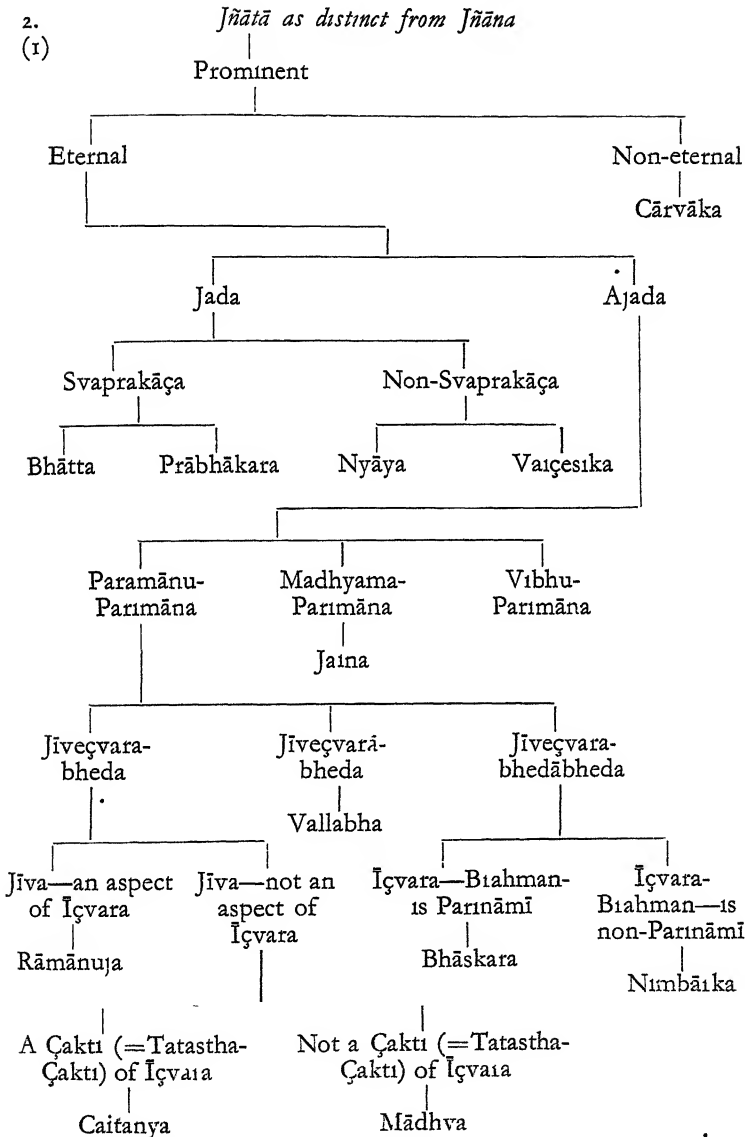 2.
Jñātā as distinct from Jñāna
(1)
Prominent
Eternal
Non-eternal
Cārvāka
Jada
Ajada
Svaprakāça
Non-Svaprakāça
Bhātta
Prābhākara
Nyāya
Vaiçesika
Paramānu-
Parimāna
Madhyama-
Parimāna
Vibhu-
Parimāna
Jaina
Jīveçvara-
bheda
Jīveçvarā-
bheda
Jīveçvara-
bhedābheda
Vallabha
Jīva—an aspect
of Īçvara
Jīva—not an
aspect of
Īçvara
Īçvara—Brahman-
is Parināmī
Īçvara-
Brahman—is
non-Parināmī
Rāmānuja
Bhāskara
Nimbārka
A Çakti (=Tatastha-
Çakti) of Īçvara
Not a Çakti (=Tatastha-
Çakti) of Īçvara
Caitanya
Mādhva